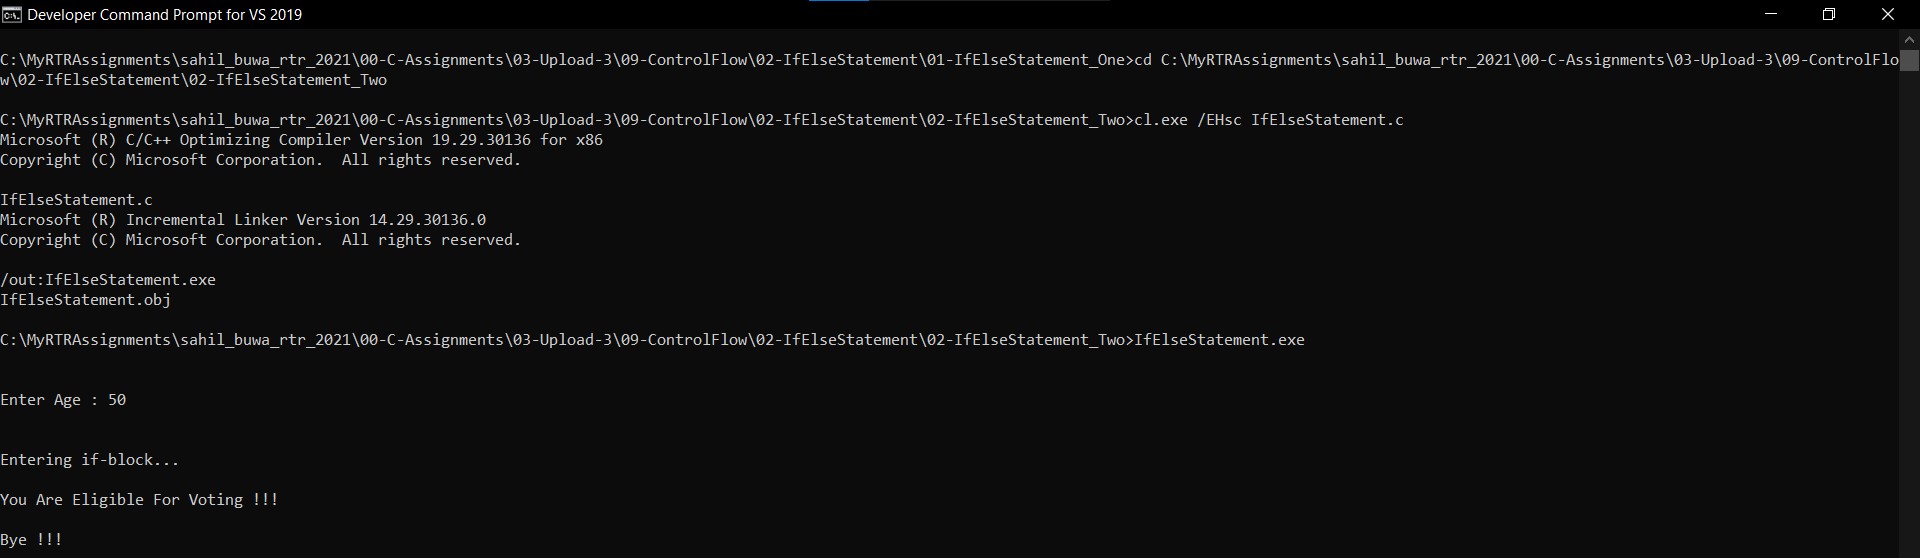 Developer Command Prompt for VS 2019
C:\MyRTRAssignments\sahil_buwa_rtr_2021\00-C-Assignments\03-Upload-3\09-ControlFlow\02-IfElseStatement\01-IfElseStatement_One>cd C:\MyRTRAssignments\sahil_buwa_rtr_2021\00-C-Assignments\03-Upload-3\09-ControlFlo
w\02-IfElseStatement\02-IfElseStatement_Two
C:\MyRTRAssignments\sahil_buwa_rtr_2021\00-C-Assignments\03-Upload-3\09-ControlFlow\02-IfElseStatement\02-IfElseStatement_Two>cl.exe /EHsc IfElseStatement.c
Microsoft (R) C/C++ Optimizing Compiler Version 19.29.30136 for x86
Copyright (C) Microsoft Corporation.  All rights reserved.
IfElseStatement.c
Microsoft (R) Incremental Linker Version 14.29.30136.0
Copyright (C) Microsoft Corporation.  All rights reserved.
/out:IfElseStatement.exe
IfElseStatement.obj
C:\MyRTRAssignments\sahil_buwa_rtr_2021\00-C-Assignments\03-Upload-3\09-ControlFlow\02-IfElseStatement\02-IfElseStatement_Two>IfElseStatement.exe
Enter Age : 50
Entering if-block...
You Are Eligible For Voting !!!
Bye !!!